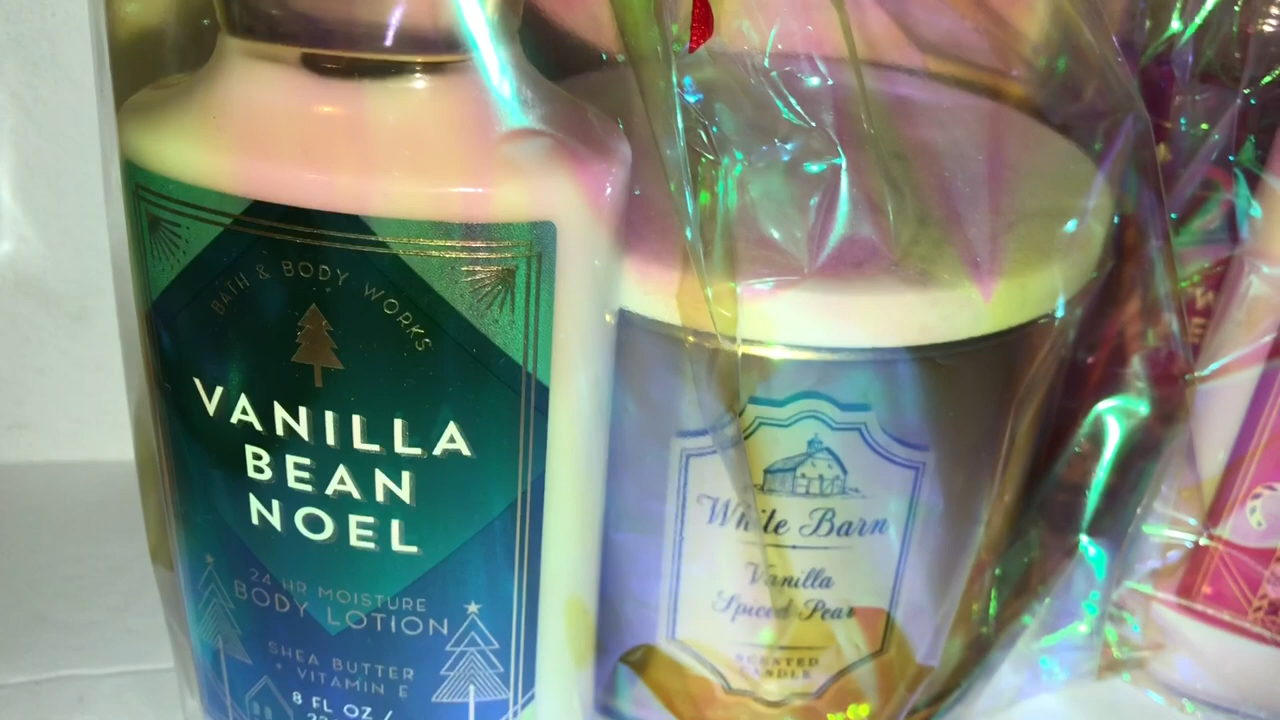 BATH & BODY WORKS
VANILLA
BEAN
NOEL
24 HR MOISTURE
BODY LOTION
SHEA BUTTER
VITAMIN E
8 FL OZ /
White Barn
Vanilla
Spiced Pear
SCENTED
CANDLE